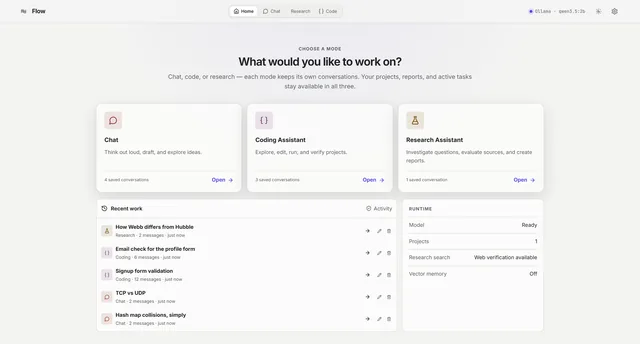 Flow
Home
Chat
Research
{ } Code
Ollama · qwen3.5:2b
CHOOSE A MODE
What would you like to work on?
Chat, code, or research — each mode keeps its own conversations. Your projects, reports, and active tasks
stay available in all three.
Chat
Think out loud, draft, and explore ideas.
4 saved conversations
Open →
{ }
Coding Assistant
Explore, edit, run, and verify projects.
3 saved conversations
Open →
Research Assistant
Investigate questions, evaluate sources, and create
reports.
1 saved conversation
Open →
Recent work
Activity
How Webb differs from Hubble
Research · 2 messages · just now
Email check for the profile form
Coding · 6 messages · just now
Signup form validation
Coding · 12 messages · just now
TCP vs UDP
Chat · 2 messages · just now
Hash map collisions, simply
Chat · 2 messages · just now
RUNTIME
Model Ready
Projects 1
Research search Web verification available
Vector memory Off